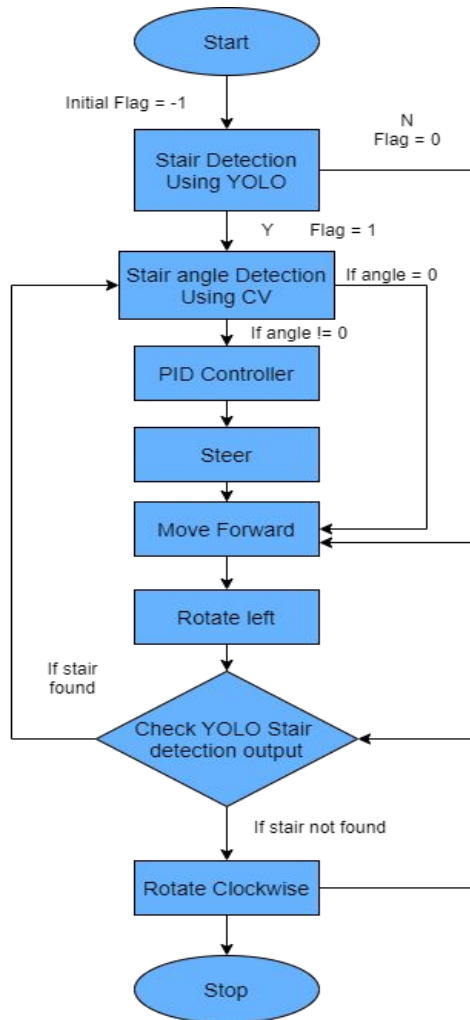 Start
Initial Flag = -1
N
Flag = 0
Stair Detection
Using YOLO
Y Flag = 1
Stair angle Detection
Using CV
If angle = 0
If angle != 0
PID Controller
Steer
Move Forward
Rotate left
If stair
found
Check YOLO Stair
detection output
If stair not found
Rotate Clockwise
Stop